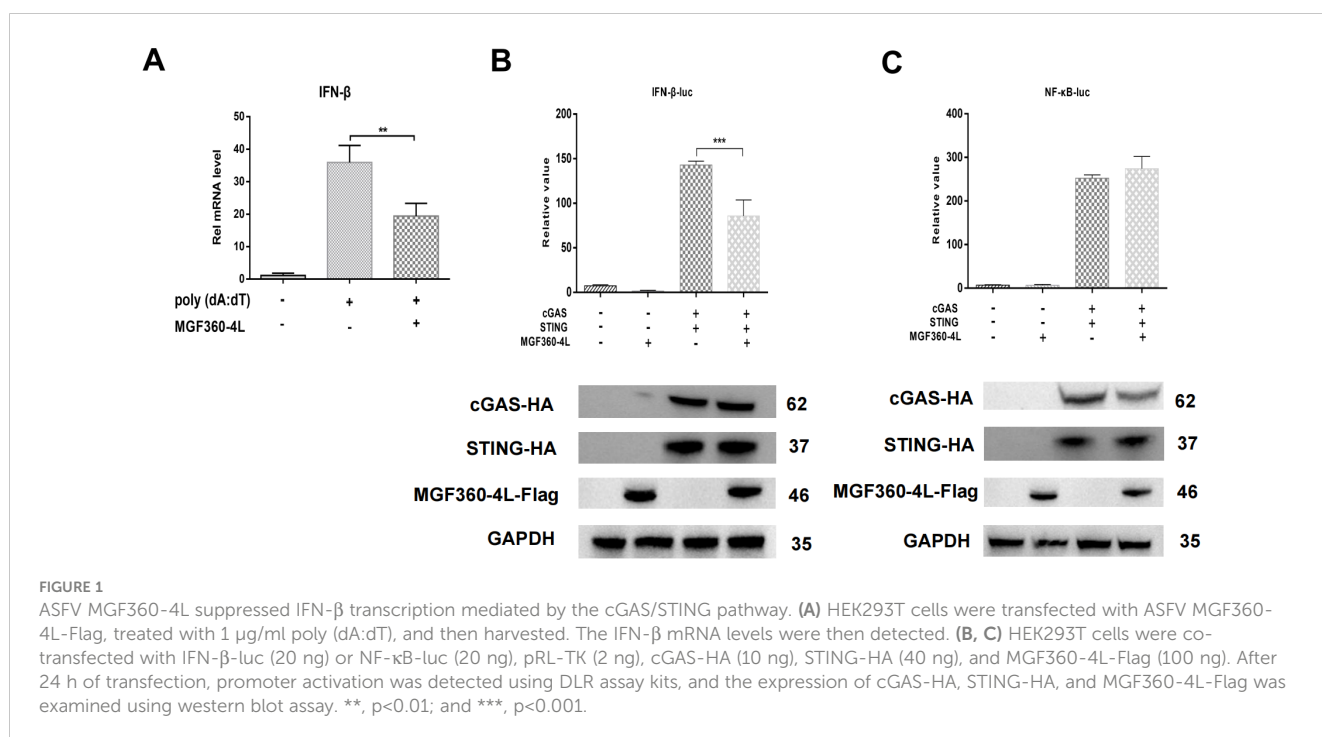 A
IFN-β
Rel mRNA level
50
40
30
20
10
0
**
poly (dA:dT) - + +
MGF360-4L - - +
B
IFN-β-luc
Relative value
200
150
100
50
0
***
cGAS - - + +
STING - - + +
MGF360-4L - + - +
cGAS-HA 62
STING-HA 37
MGF360-4L-Flag 46
GAPDH 35
C
NF-κB-luc
Relative value
400
300
200
100
0
cGAS - - + +
STING - - + +
MGF360-4L - + - +
cGAS-HA 62
STING-HA 37
MGF360-4L-Flag 46
GAPDH 35
FIGURE 1
ASFV MGF360-4L suppressed IFN-β transcription mediated by the cGAS/STING pathway. (A) HEK293T cells were transfected with ASFV MGF360-
4L-Flag, treated with 1 μg/ml poly (dA:dT), and then harvested. The IFN-β mRNA levels were then detected. (B, C) HEK293T cells were co-
transfected with IFN-β-luc (20 ng) or NF-κB-luc (20 ng), pRL-TK (2 ng), cGAS-HA (10 ng), STING-HA (40 ng), and MGF360-4L-Flag (100 ng). After
24 h of transfection, promoter activation was detected using DLR assay kits, and the expression of cGAS-HA, STING-HA, and MGF360-4L-Flag was
examined using western blot assay. **, p<0.01; and ***, p<0.001.